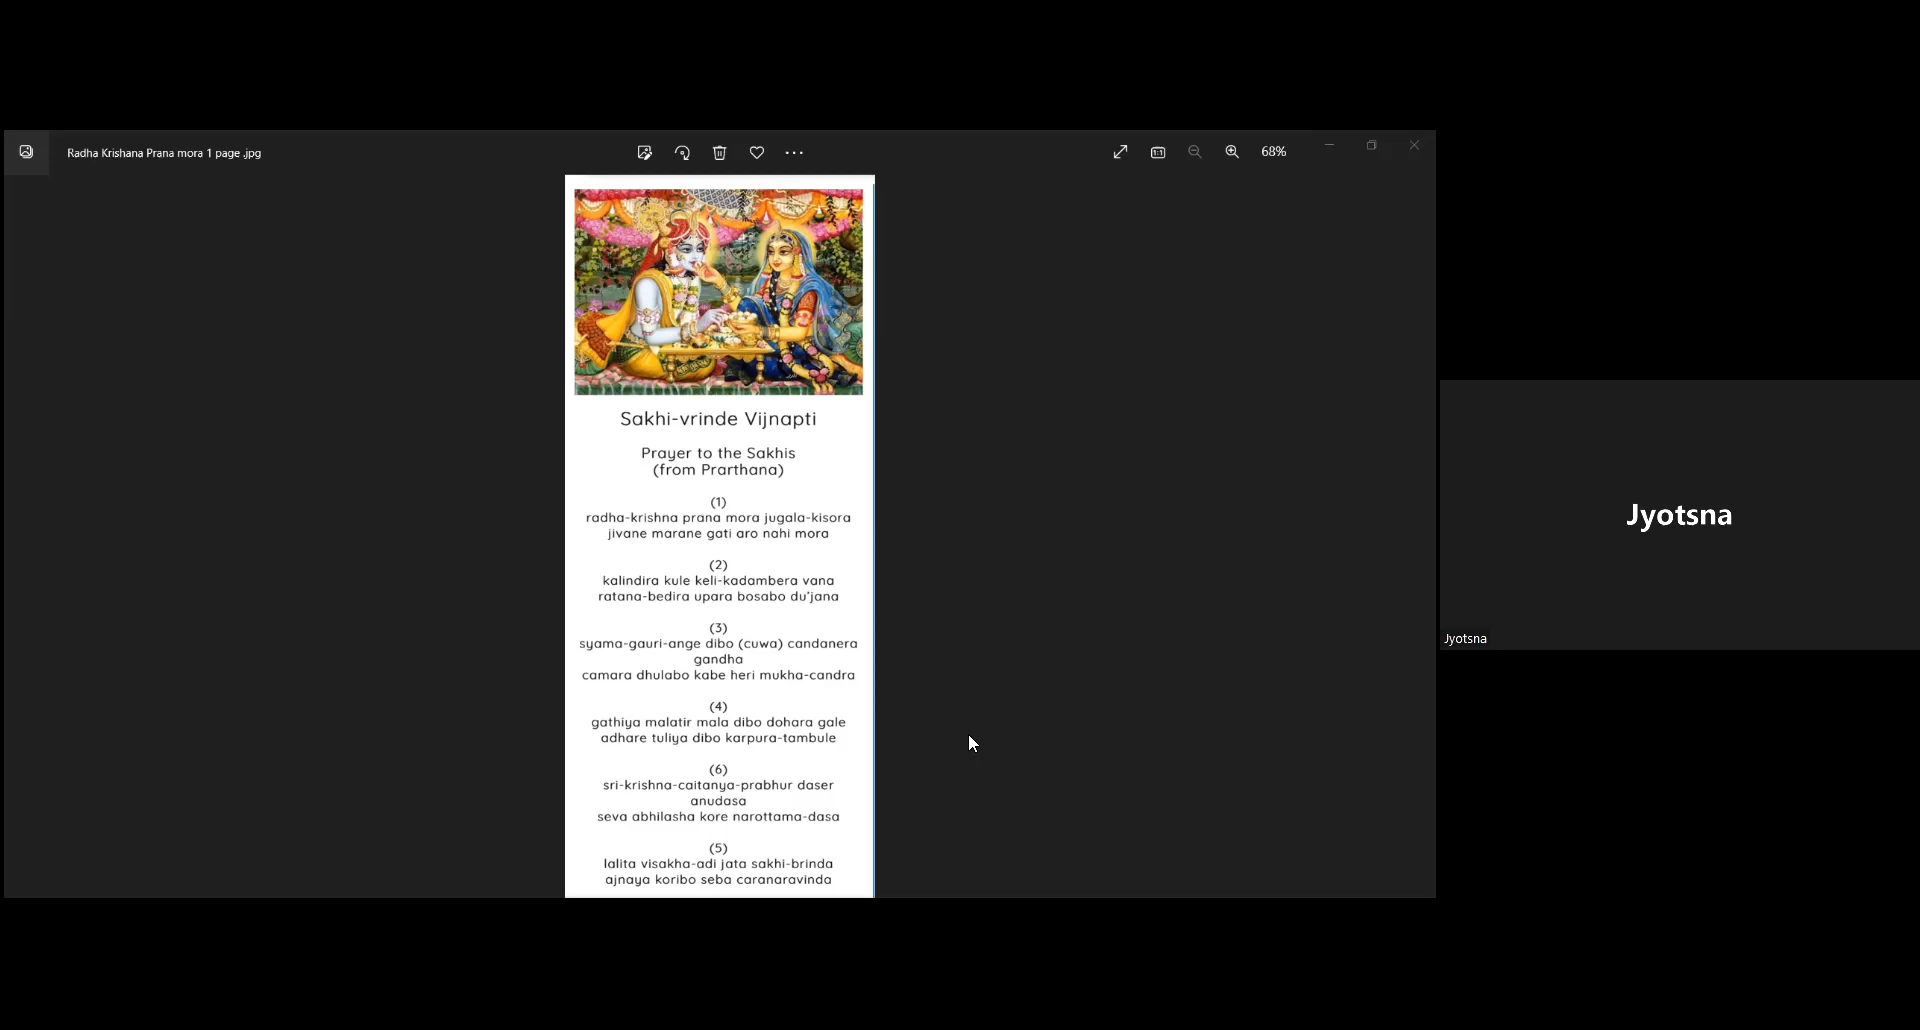 Radha Krishana Prana mora 1 page .jpg
68%
Sakhi-vrinde Vijnapti
Prayer to the Sakhis
(from Prarthana)
(1)
radha-krishna prana mora jugala-kisora
jivane marane gati aro nahi mora
(2)
kalindira kule keli-kadambera vana
ratana-bedira upara bosabo du'jana
(3)
syama-gauri-ange dibo (cuwa) candanera
gandha
camara dhulabo kabe heri mukha-candra
(4)
gathiya malatir mala dibo dohara gale
adhare tuliya dibo karpura-tambule
(6)
sri-krishna-caitanya-prabhur daser
anudasa
seva abhilasha kore narottama-dasa
(5)
lalita visakha-adi jata sakhi-brinda
ajnaya koribo seba caranaravinda
Jyotsna
Jyotsna